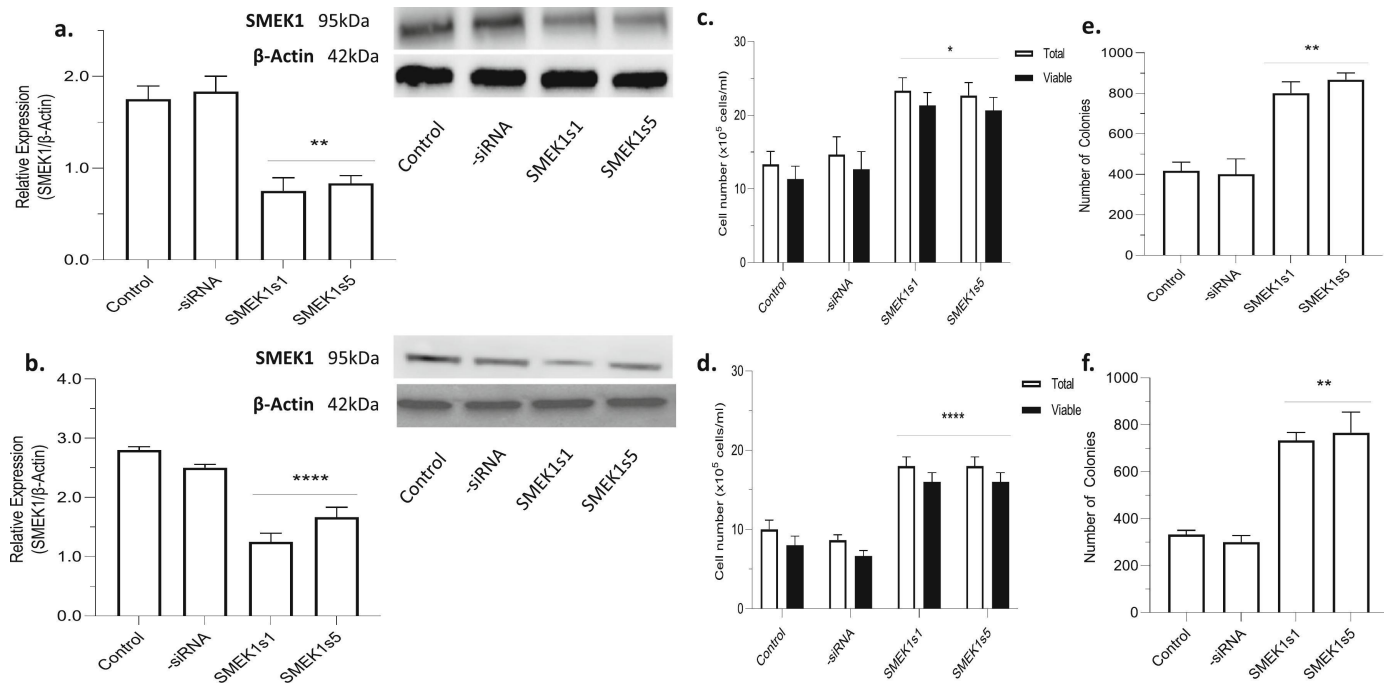 a.
SMEK1 95kDa
β-Actin 42kDa
Relative Expression
(SMEK1/β-Actin)
2.0
1.0
0.0
**
Control
-siRNA
SMEK1s1
SMEK1s5
Control
-siRNA
SMEK1s1
SMEK1s5
b.
SMEK1 95kDa
β-Actin 42kDa
Relative Expression
(SMEK1/β-Actin)
4.0
3.0
2.0
1.0
0.0
****
Control
-siRNA
SMEK1s1
SMEK1s5
Control
-siRNA
SMEK1s1
SMEK1s5
c.
Cell number (x10⁵ cells/ml)
30
20
10
0
*
Total
Viable
Control
-siRNA
SMEK1s1
SMEK1s5
d.
Cell number (x10⁵ cells/ml)
30
20
10
0
****
Total
Viable
Control
-siRNA
SMEK1s1
SMEK1s5
e.
Number of Colonies
1000
800
600
400
200
0
**
Control
-siRNA
SMEK1s1
SMEK1s5
f.
Number of Colonies
1000
800
600
400
200
0
**
Control
-siRNA
SMEK1s1
SMEK1s5